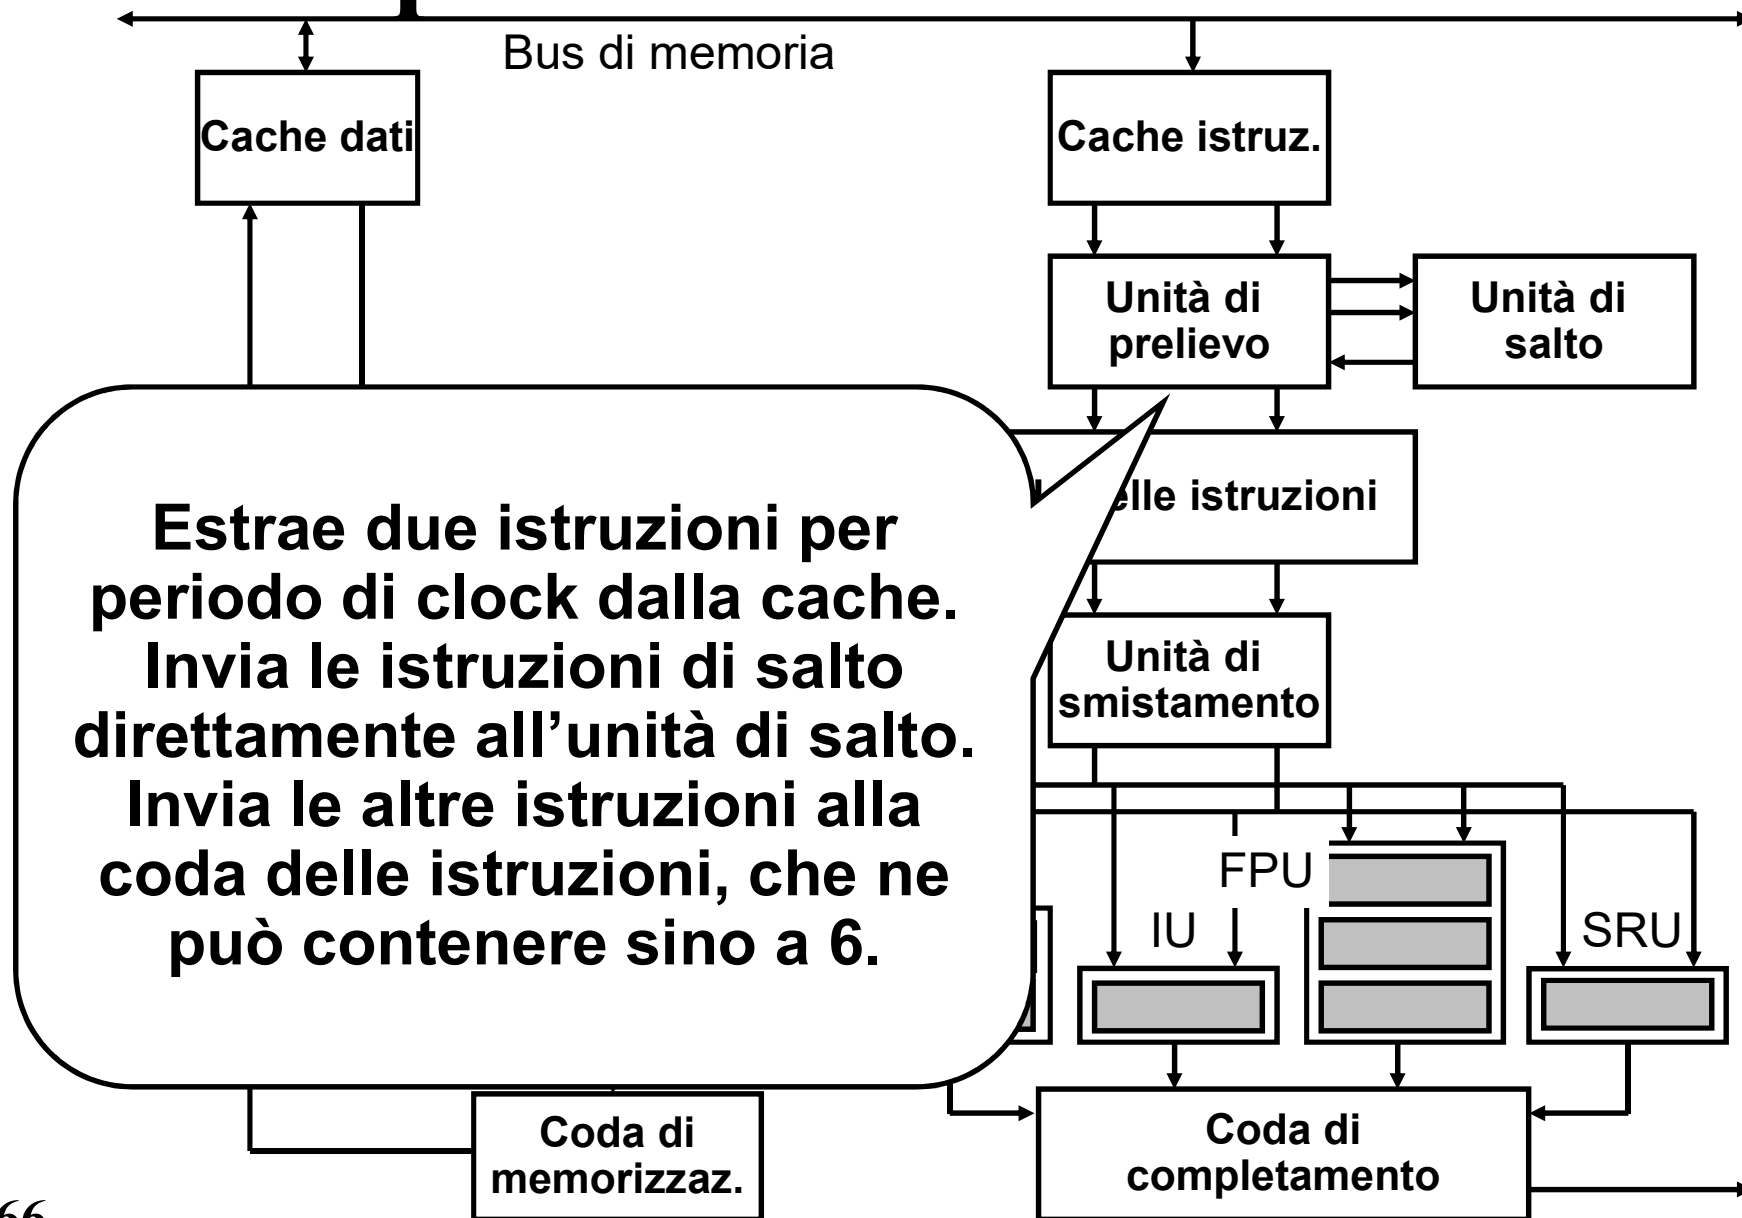 Bus di memoria
Cache dati
Cache istruz.
Unità di
prelievo
Unità di
salto
elle istruzioni
Estrae due istruzioni per
periodo di clock dalla cache.
Invia le istruzioni di salto
direttamente all’unità di salto.
Invia le altre istruzioni alla
coda delle istruzioni, che ne
può contenere sino a 6.
Unità di
smistamento
FPU
IU
SRU
Coda di
memorizzaz.
Coda di
completamento